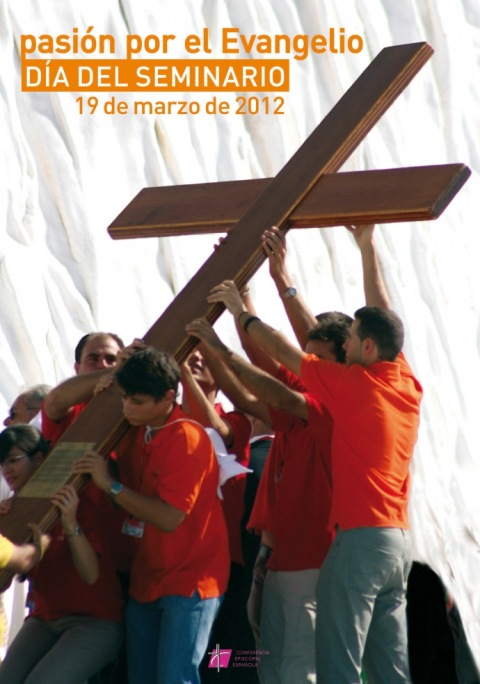 pasión por el Evangelio
DÍA DEL SEMINARIO
19 de marzo de 2012
CONFERENCIA
EPISCOPAL
ESPAÑOLA